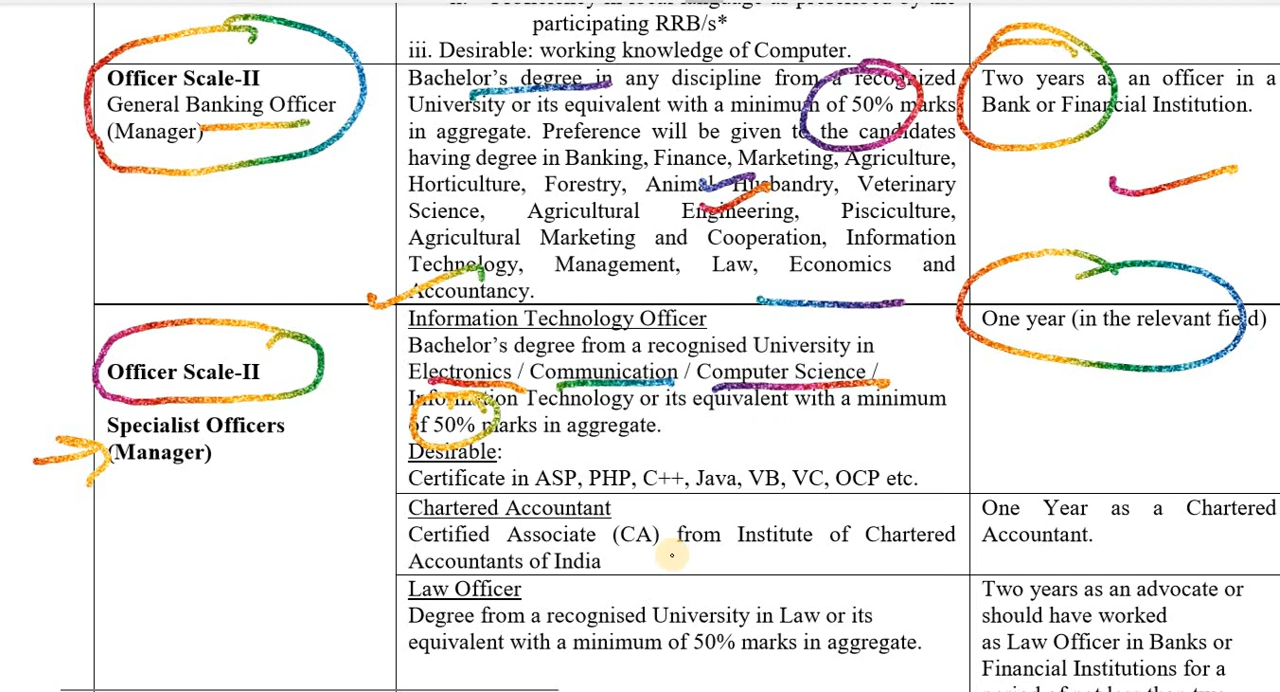 participating RRB/s*
iii. Desirable: working knowledge of Computer.
Officer Scale-II
General Banking Officer
(Manager)
Bachelor's degree in any discipline from a recognized
University or its equivalent with a minimum of 50% marks
in aggregate. Preference will be given to the candidates
having degree in Banking, Finance, Marketing, Agriculture,
Horticulture, Forestry, Animal Husbandry, Veterinary
Science, Agricultural Engineering, Pisciculture,
Agricultural Marketing and Cooperation, Information
Technology, Management, Law, Economics and
Accountancy.
Two years as an officer in a
Bank or Financial Institution.
Officer Scale-II
Specialist Officers
(Manager)
Information Technology Officer
Bachelor's degree from a recognised University in
Electronics / Communication / Computer Science /
Information Technology or its equivalent with a minimum
of 50% marks in aggregate.
Desirable:
Certificate in ASP, PHP, C++, Java, VB, VC, OCP etc.
One year (in the relevant field)
Chartered Accountant
Certified Associate (CA) from Institute of Chartered
Accountants of India
One Year as a Chartered
Accountant.
Law Officer
Degree from a recognised University in Law or its
equivalent with a minimum of 50% marks in aggregate.
Two years as an advocate or
should have worked
as Law Officer in Banks or
Financial Institutions for a